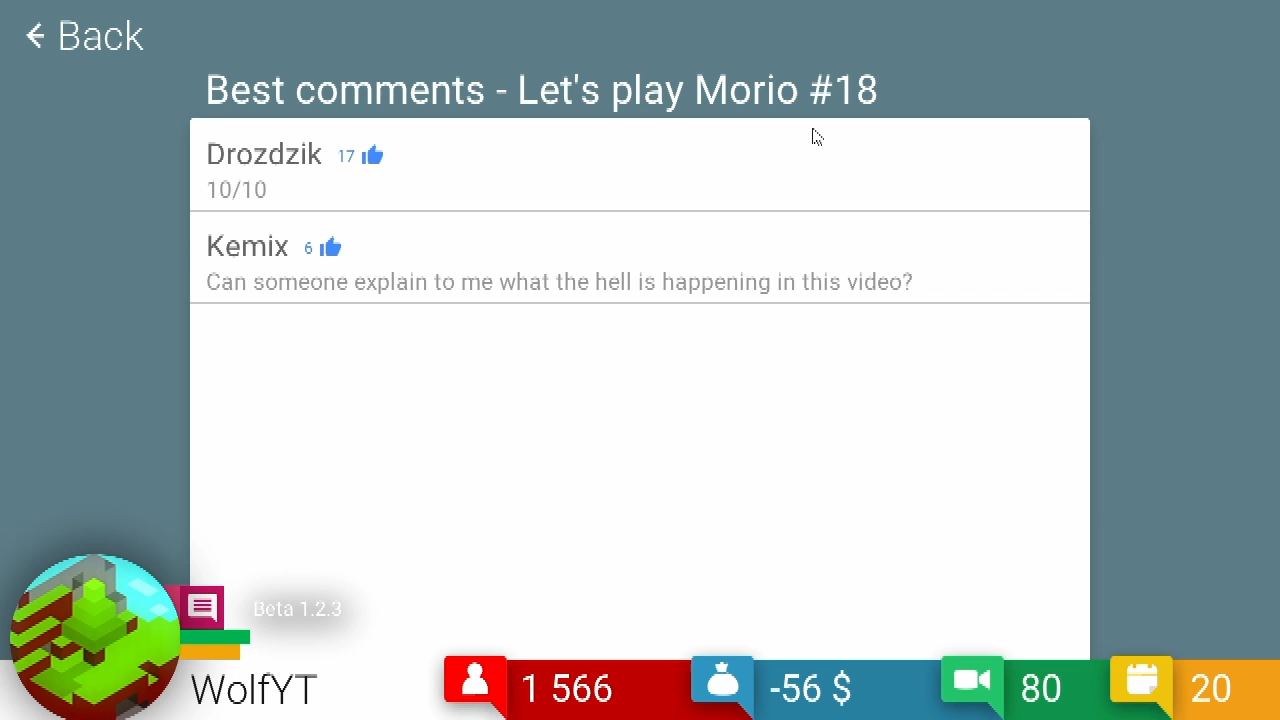 Back
Best comments - Let's play Morio #18
Drozdzik 17
10/10
Kemix 6
Can someone explain to me what the hell is happening in this video?
Beta 1.2.3
WolfYT 1 566 -56 $ 80 20